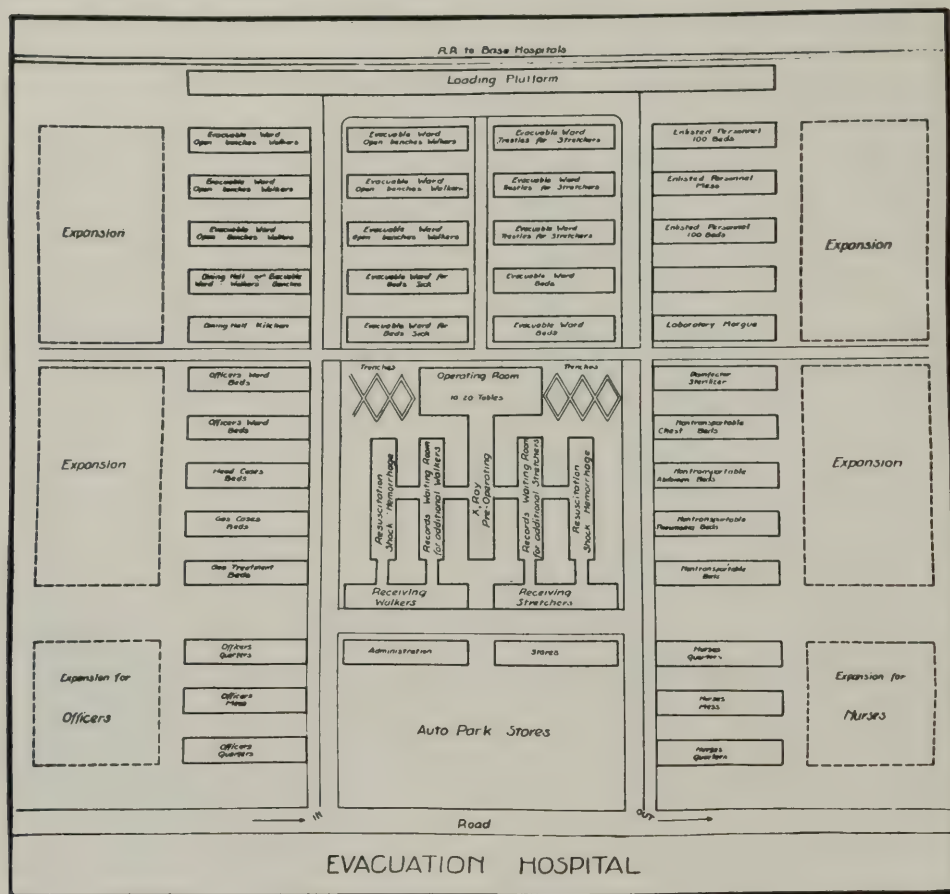 R.R. to Base Hospitals
Loading Platform
Expansion
Evacuable Ward
Open benches Walkers
Evacuable Ward
Open benches Walkers
Evacuable Ward
Open Benches Walkers
Dining Hall or Evacuable
Ward Walkers Benches
Dining Hall Kitchen
Evacuable Ward
Open benches Walkers
Evacuable Ward
Open benches Walkers
Evacuable Ward
Open benches Walkers
Evacuable Ward for
Beds Sick
Evacuable Ward for
Beds Sick
Evacuable Ward
Trestles for Stretchers
Evacuable Ward
Trestles for Stretchers
Evacuable Ward
Trestles for Stretchers
Evacuable Ward
Beds
Evacuable Ward
Beds
Enlisted Personnel
100 Beds
Enlisted Personnel
Mess
Enlisted Personnel
100 Beds
Laboratory Morgue
Expansion
Expansion
Officers Ward
Beds
Officers Ward
Beds
Head Cases
Beds
Gas Cases
Beds
Gas Treatment
Beds
Trenches
Operating Room
10 20 Tables
Trenches
Resuscitation
Shock Hemorrhage
Records Waiting Room
for additional Walkers
X.Ray
Pre-Operating
Records Waiting Room
for additional Stretchers
Resuscitation
Shock Hemorrhage
Receiving
Walkers
Receiving
Stretchers
Disinfector
Sterilizer
Nontransportable
Chest Beds
Nontransportable
Abdomen Beds
Nontransportable
Pneumonia Beds
Nontransportable
Beds
Expansion
Expansion for
Officers
Officers
Quarters
Officers
Mess
Officers
Quarters
Administration
Stores
Auto Park Stores
Nurses
Quarters
Nurses
Mess
Nurses
Quarters
Expansion for
Nurses
IN
OUT
Road
EVACUATION HOSPITAL